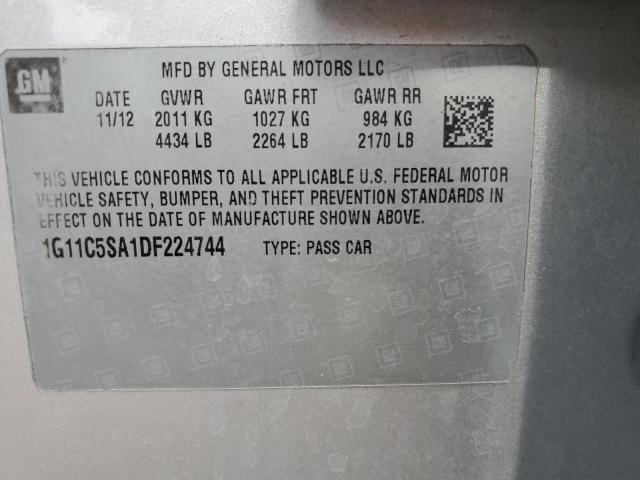 GM
MFD BY GENERAL MOTORS LLC
DATE GVWR GAWR FRT GAWR RR
11/12 2011 KG 1027 KG 984 KG
4434 LB 2264 LB 2170 LB
THIS VEHICLE CONFORMS TO ALL APPLICABLE U.S. FEDERAL MOTOR
VEHICLE SAFETY, BUMPER, AND THEFT PREVENTION STANDARDS IN
EFFECT ON THE DATE OF MANUFACTURE SHOWN ABOVE.
1G11C5SA1DF224744 TYPE: PASS CAR